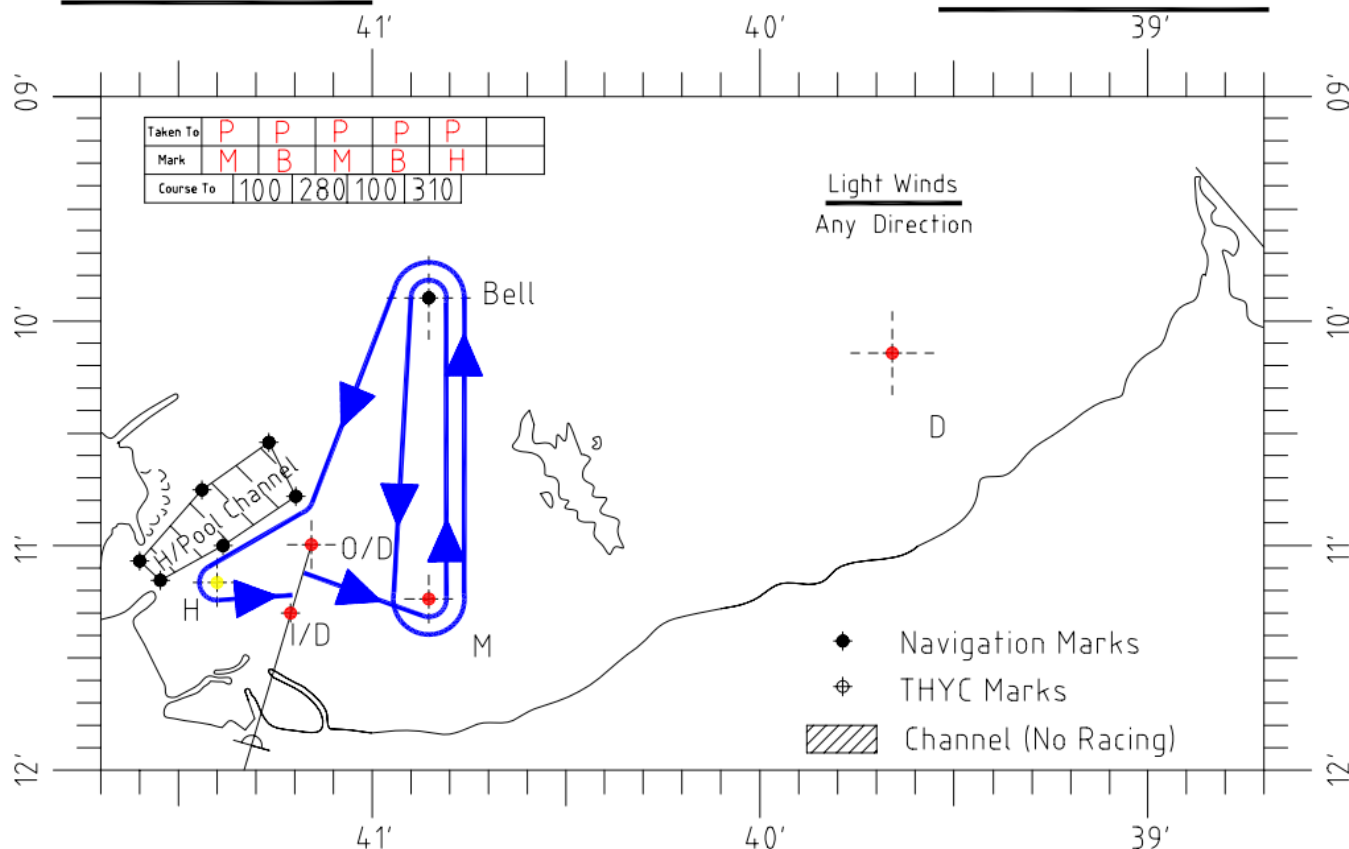 41' 40' 39'
09' 09'
Taken To P P P P P
Mark M B M B H
Course To 100 280 100 310
Light Winds
Any Direction
Bell
10' 10'
D
H/Pool Channel
11' O/D 11'
H
I/D
M
Navigation Marks
THYC Marks
Channel (No Racing)
12' 12'
41' 40' 39'